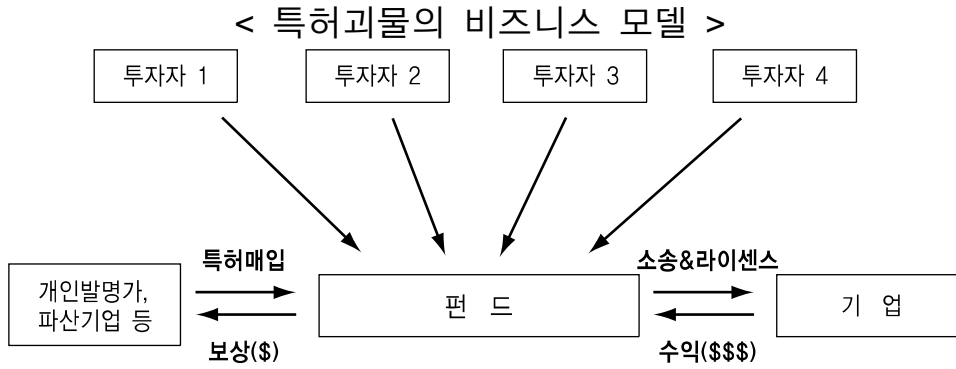 < 특허괴물의 비즈니스 모델 >
투자자 1
투자자 2
투자자 3
투자자 4
특허매입
소송&라이센스
개인발명가,
파산기업 등
펀 드
기 업
보상($)
수익($$$)